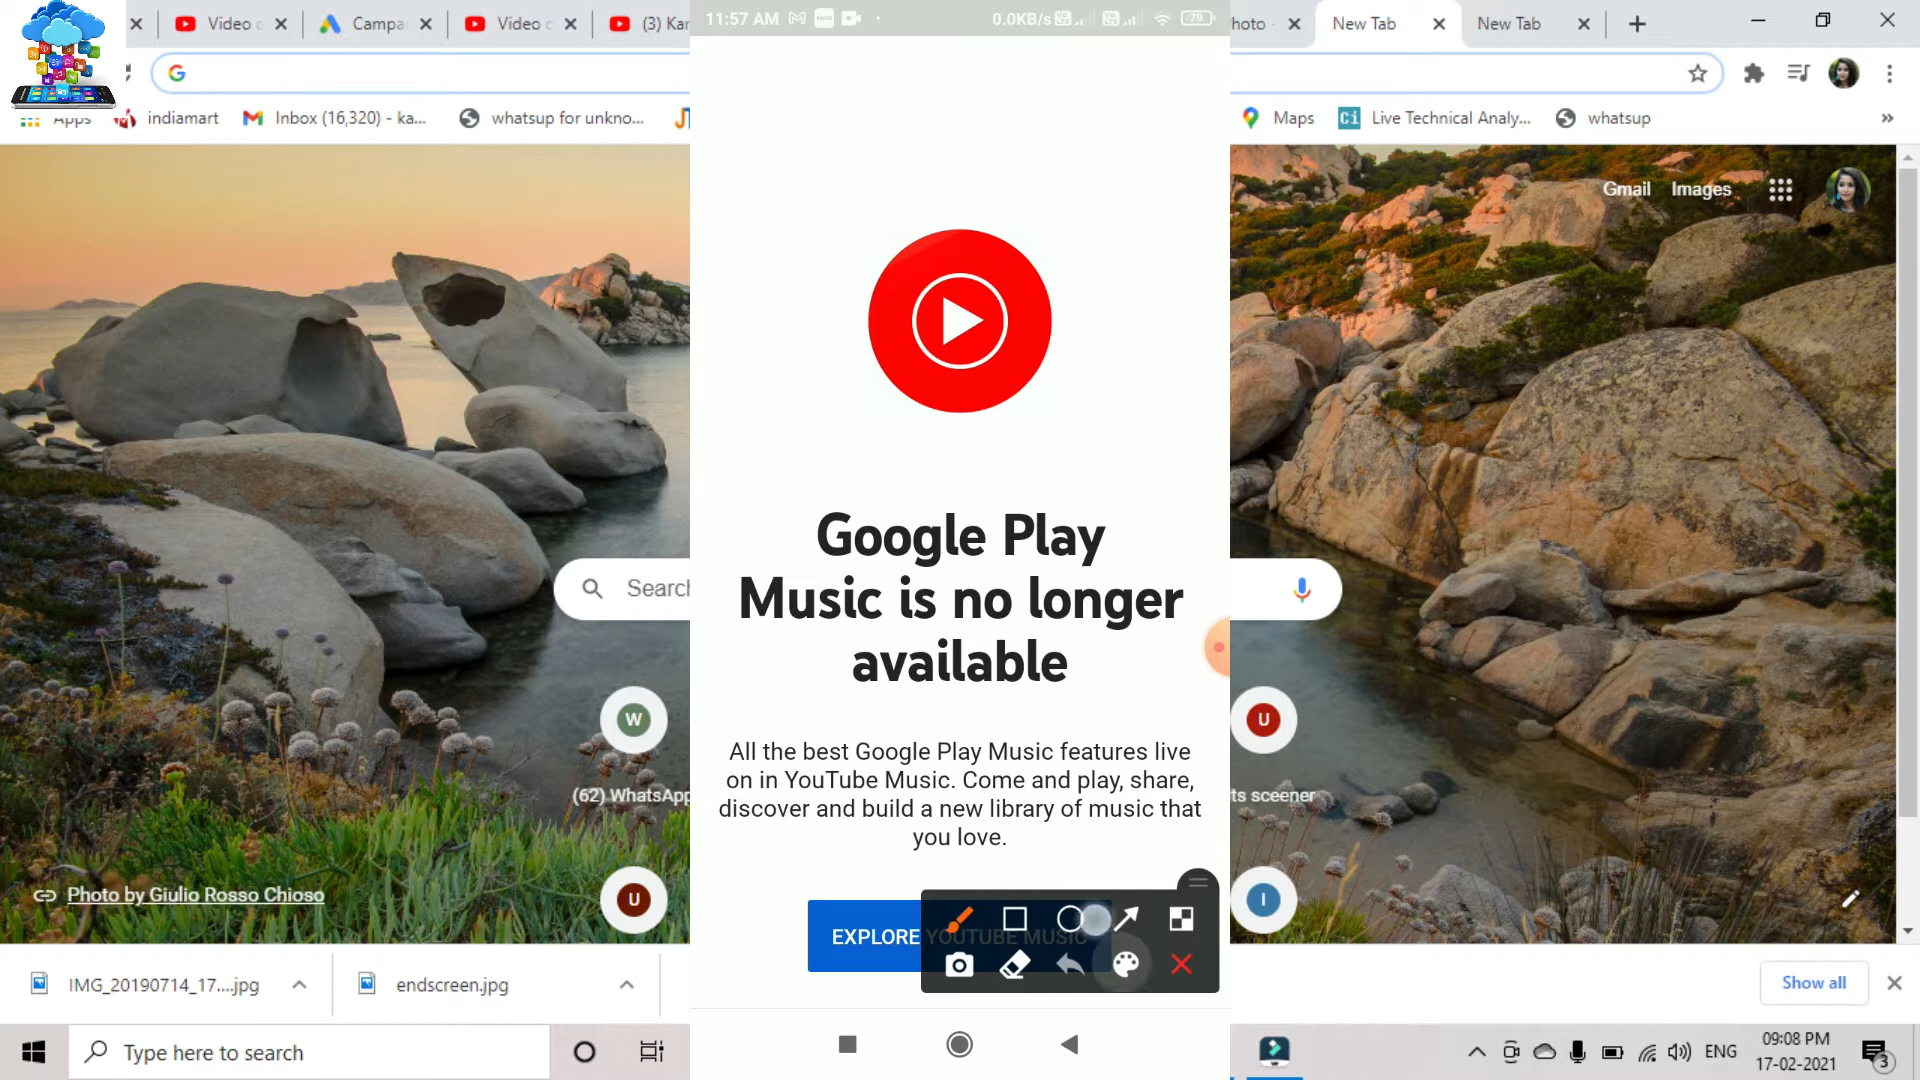 Video c
Campa
Video c
(3) Kar
11:57 AM
0.0KB/s
79
hoto -
New Tab
New Tab
Apps
indiamart
Inbox (16,320) - ka...
whatsup for unkno...
Maps
Ci
Live Technical Analy...
whatsup
Gmail
Images
Google Play
Music is no longer
available
Search
W
U
(62) WhatsApp
ts sceener
All the best Google Play Music features live
on in YouTube Music. Come and play, share,
discover and build a new library of music that
you love.
Photo by Giulio Rosso Chioso
U
I
EXPLORE YOUTUBE MUSIC
IMG_20190714_17....jpg
endscreen.jpg
Show all
Type here to search
ENG
09:08 PM
17-02-2021
3